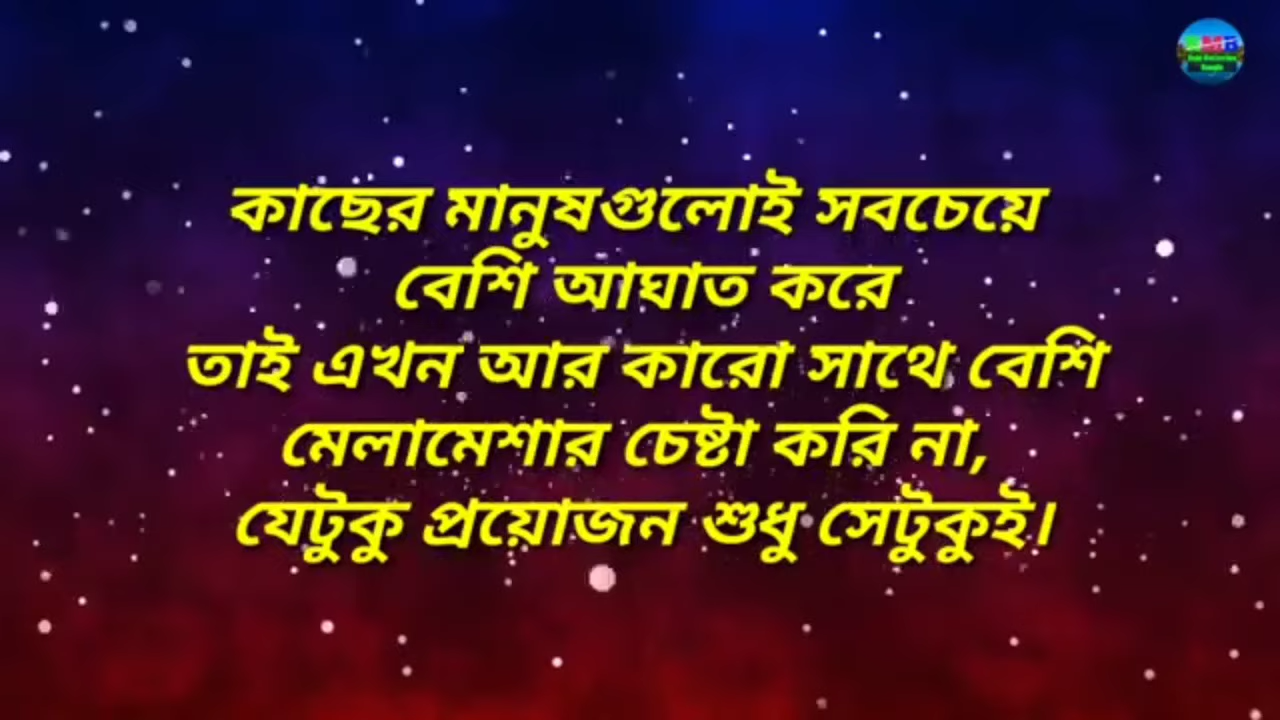 কাছের মানুষগুলোই সবচেয়ে
বেশি আঘাত করে
তাই এখন আর কারো সাথে বেশি
মেলামেশার চেষ্টা করি না,
যেটুকু প্রয়োজন শুধু সেটুকুই।